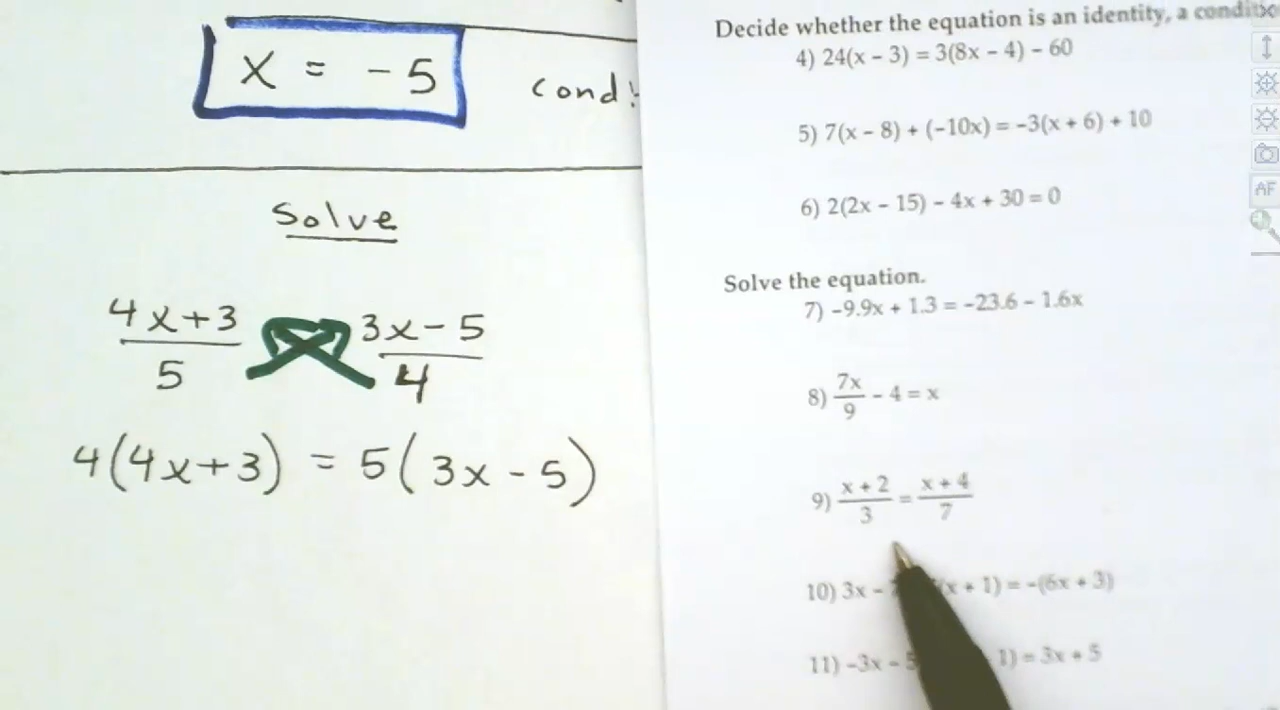 x = -5
cond
Solve
4x+3 3x-5
5 4
4(4x+3) = 5(3x-5)
Decide whether the equation is an identity, a
4) 24(x − 3) = 3(8x − 4) − 60
5) 7(x − 8) + (−10x) = −3(x + 6) + 10
6) 2(2x − 15) − 4x + 30 = 0
Solve the equation.
7) −9.9x + 1.3 = −23.6 − 1.6x
8) 7x/9 − 4 = x
9) x + 2/3 = x + 4/7
10) 3x − (x + 1) = -(6x + 3)
11) −3x − 5 1) = 3x + 5
AF